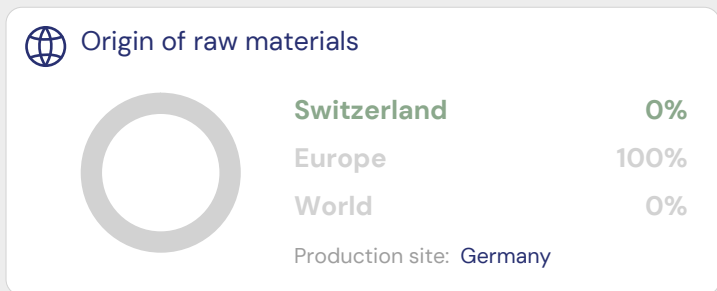 Origin of raw materials
Switzerland 0%
Europe 100%
World 0%
Production site: Germany